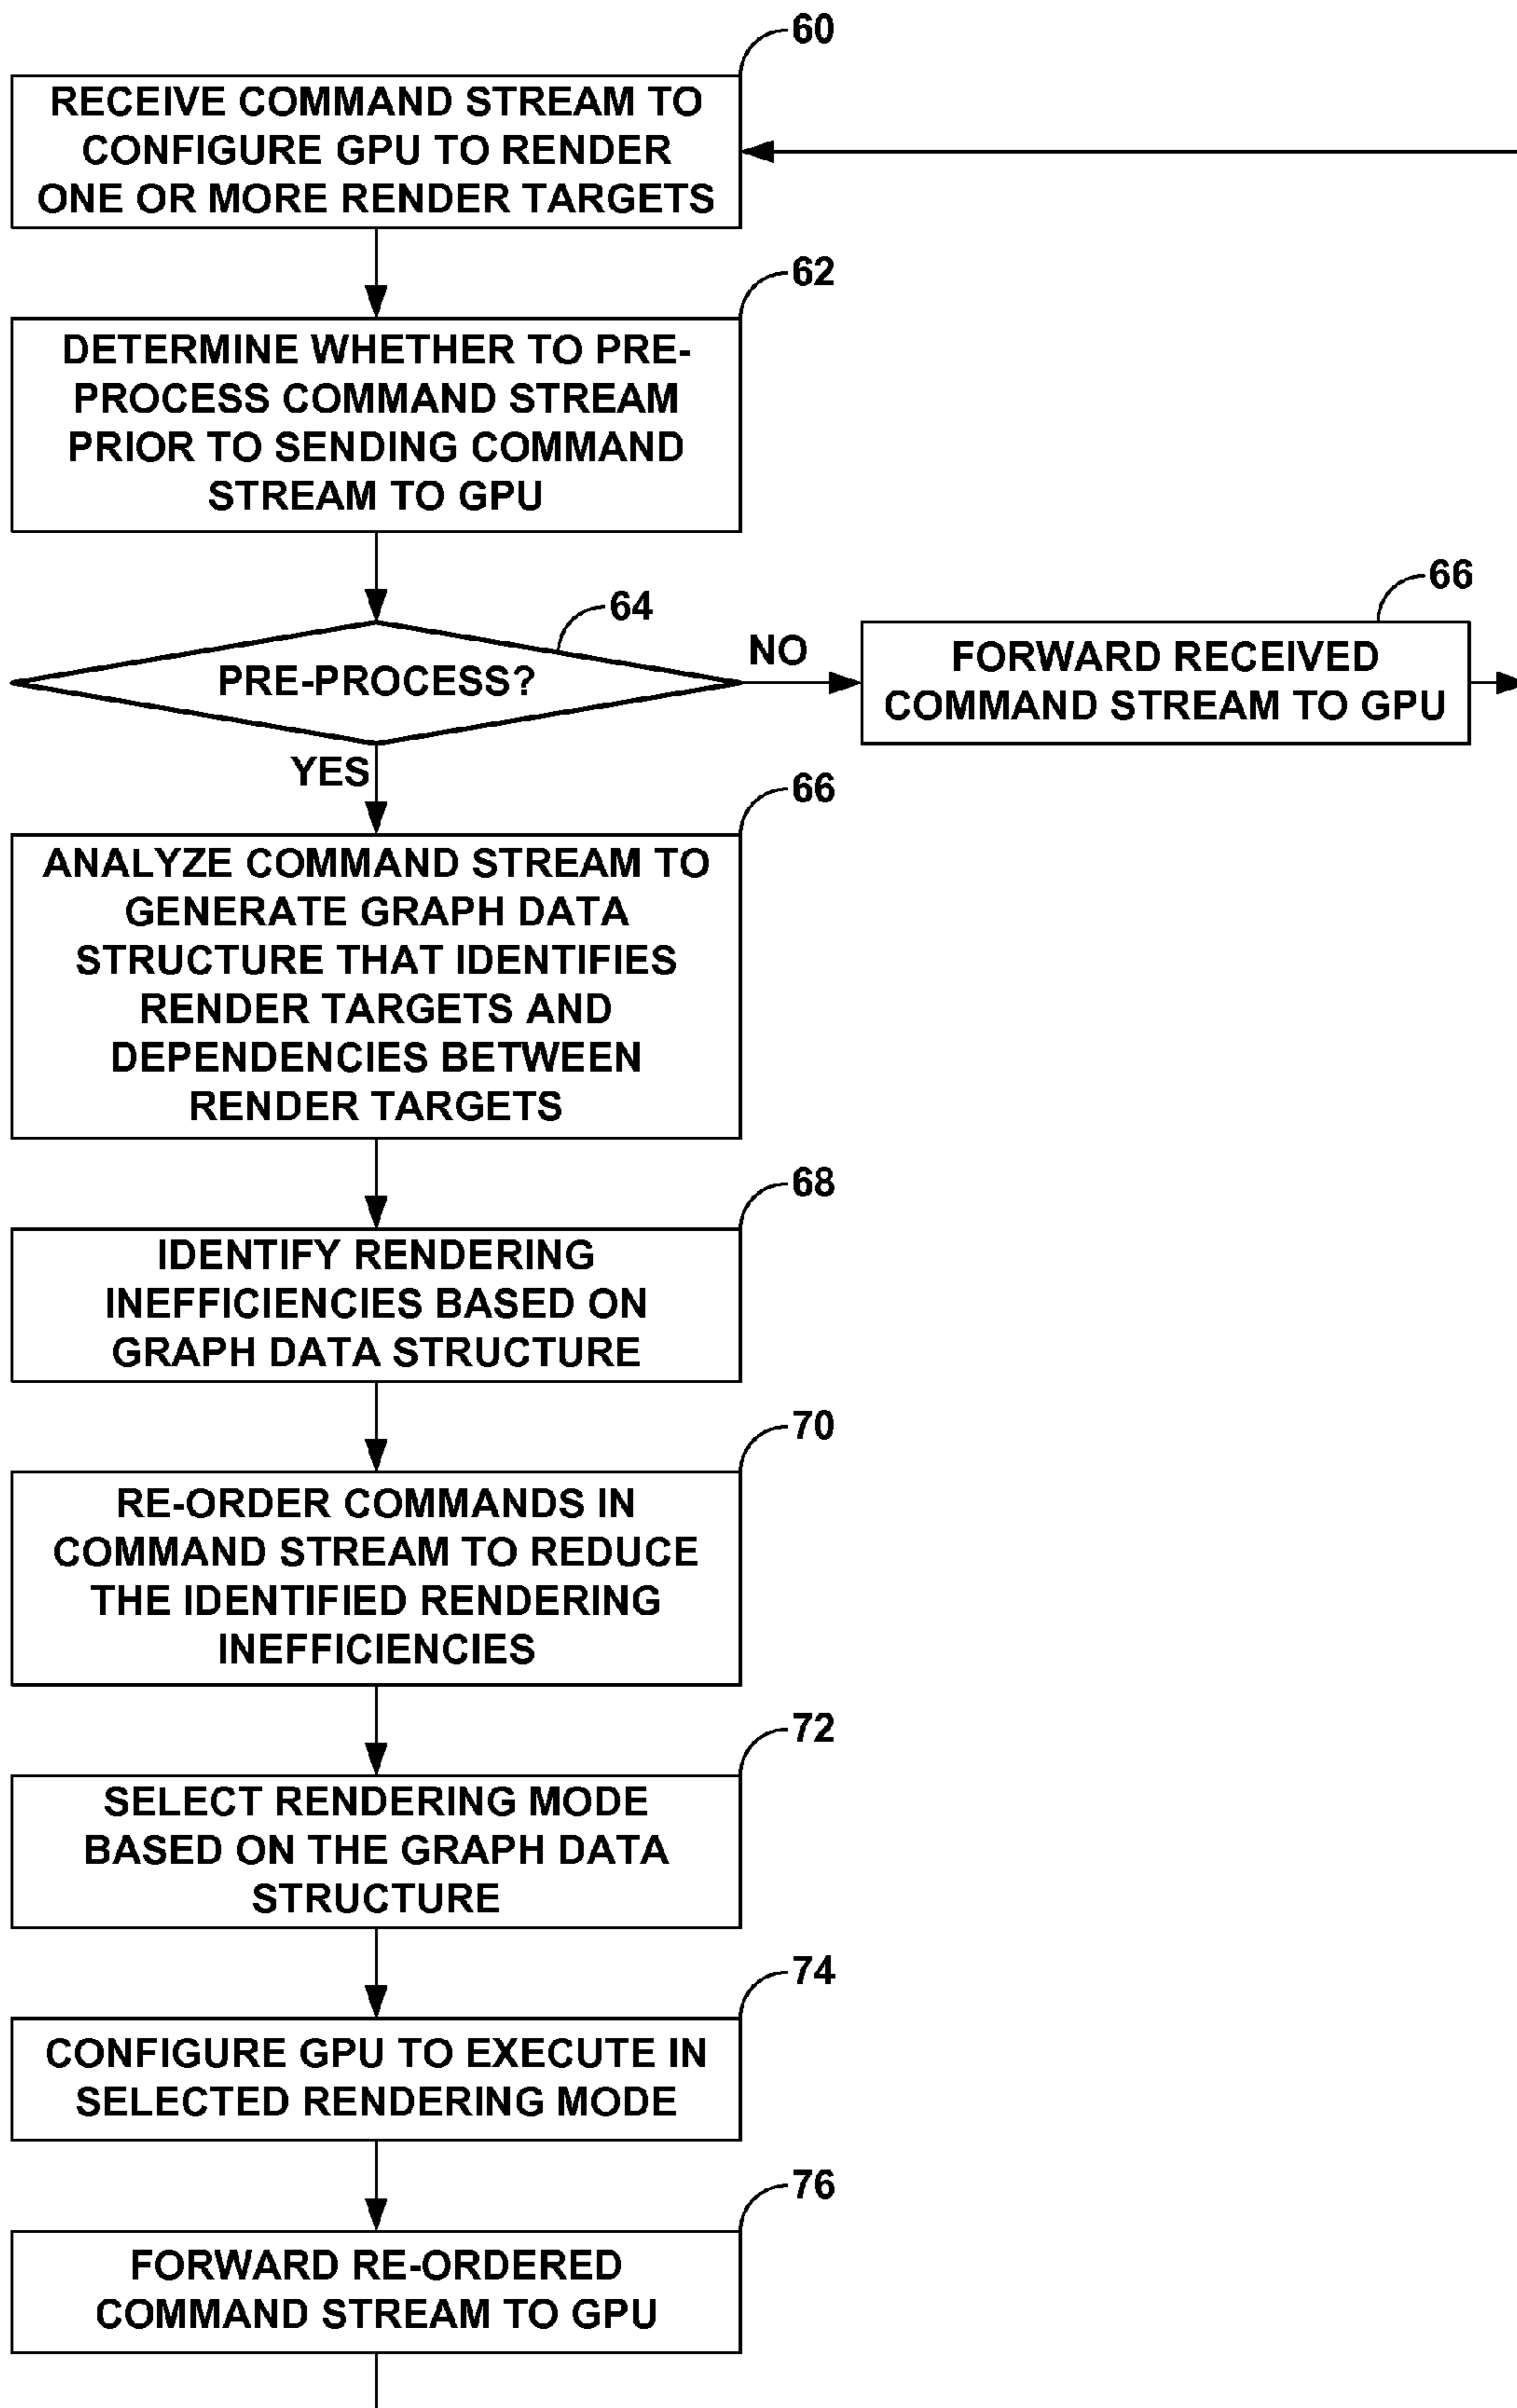 60
RECEIVE COMMAND STREAM TO
CONFIGURE GPU TO RENDER
ONE OR MORE RENDER TARGETS
62
DETERMINE WHETHER TO PRE-
PROCESS COMMAND STREAM
PRIOR TO SENDING COMMAND
STREAM TO GPU
64
PRE-PROCESS?
NO
66
FORWARD RECEIVED
COMMAND STREAM TO GPU
YES
66
ANALYZE COMMAND STREAM TO
GENERATE GRAPH DATA
STRUCTURE THAT IDENTIFIES
RENDER TARGETS AND
DEPENDENCIES BETWEEN
RENDER TARGETS
68
IDENTIFY RENDERING
INEFFICIENCIES BASED ON
GRAPH DATA STRUCTURE
70
RE-ORDER COMMANDS IN
COMMAND STREAM TO REDUCE
THE IDENTIFIED RENDERING
INEFFICIENCIES
72
SELECT RENDERING MODE
BASED ON THE GRAPH DATA
STRUCTURE
74
CONFIGURE GPU TO EXECUTE IN
SELECTED RENDERING MODE
76
FORWARD RE-ORDERED
COMMAND STREAM TO GPU